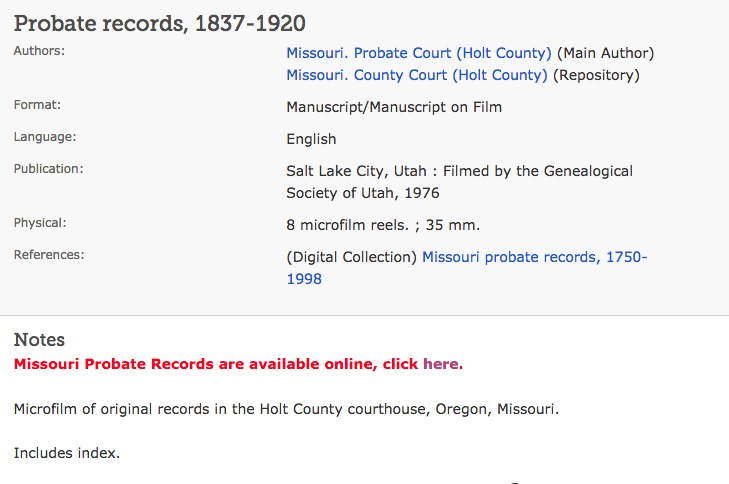 Probate records, 1837-1920
Authors:
Missouri. Probate Court (Holt County) (Main Author)
Missouri. County Court (Holt County) (Repository)
Format:
Manuscript/Manuscript on Film
Language:
English
Publication:
Salt Lake City, Utah : Filmed by the Genealogical
Society of Utah, 1976
Physical:
8 microfilm reels. ; 35 mm.
References:
(Digital Collection) Missouri probate records, 1750-
1998
Notes
Missouri Probate Records are available online, click here.
Microfilm of original records in the Holt County courthouse, Oregon, Missouri.
Includes index.